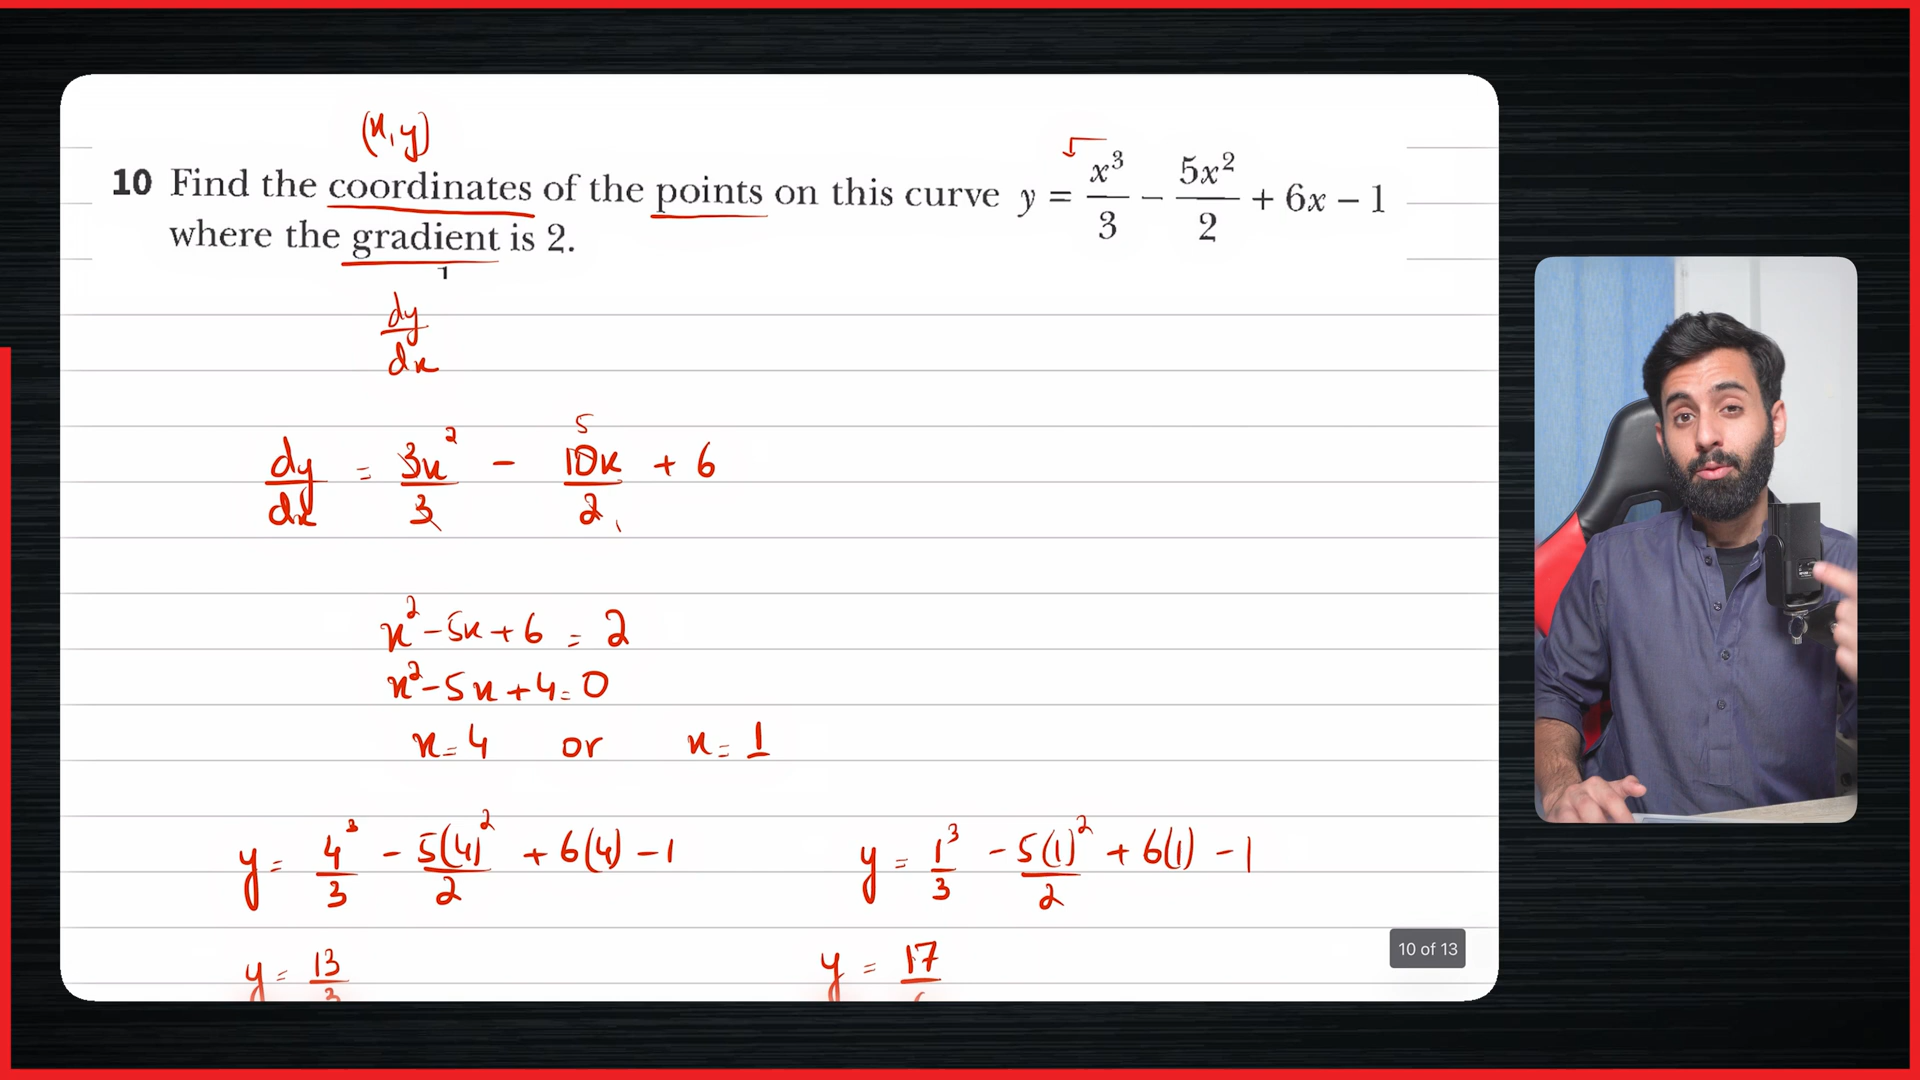 (x, y)
10 Find the coordinates of the points on this curve y = x³/3 − 5x²/2 + 6x − 1
where the gradient is 2.
dy/dx
5
dy/dx = 3x²/3 - 10x/2 + 6
x² - 5x + 6 = 2
x² - 5x + 4 = 0
x = 4 or x = 1
y = 4³/3 - 5(4)²/2 + 6(4) - 1 y = 1³/3 - 5(1)²/2 + 6(1) - 1
y = 13/3 y = 17
10 of 13